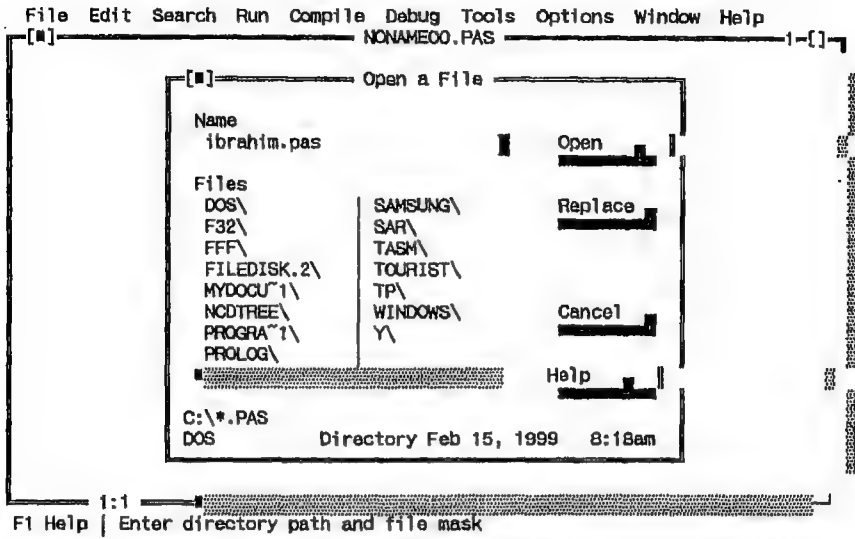 File Edit Search Run Compile Debug Tools Options Window Help
[■] NONAME00.PAS 1-[]
[■] Open a File
Name
ibrahim.pas
Open
Files
DOS\ SAMSUNG\ Replace
F32\ SAR\
FFF\ TASM\
FILEDISK.2\ TOURIST\
MYDOCU~1\ TP\
NCDTREE\ WINDOWS\ Cancel
PROGRA~1\ Y\
PROLOG\
Help
C:\*.PAS
DOS Directory Feb 15, 1999 8:18am
1:1
F1 Help | Enter directory path and file mask